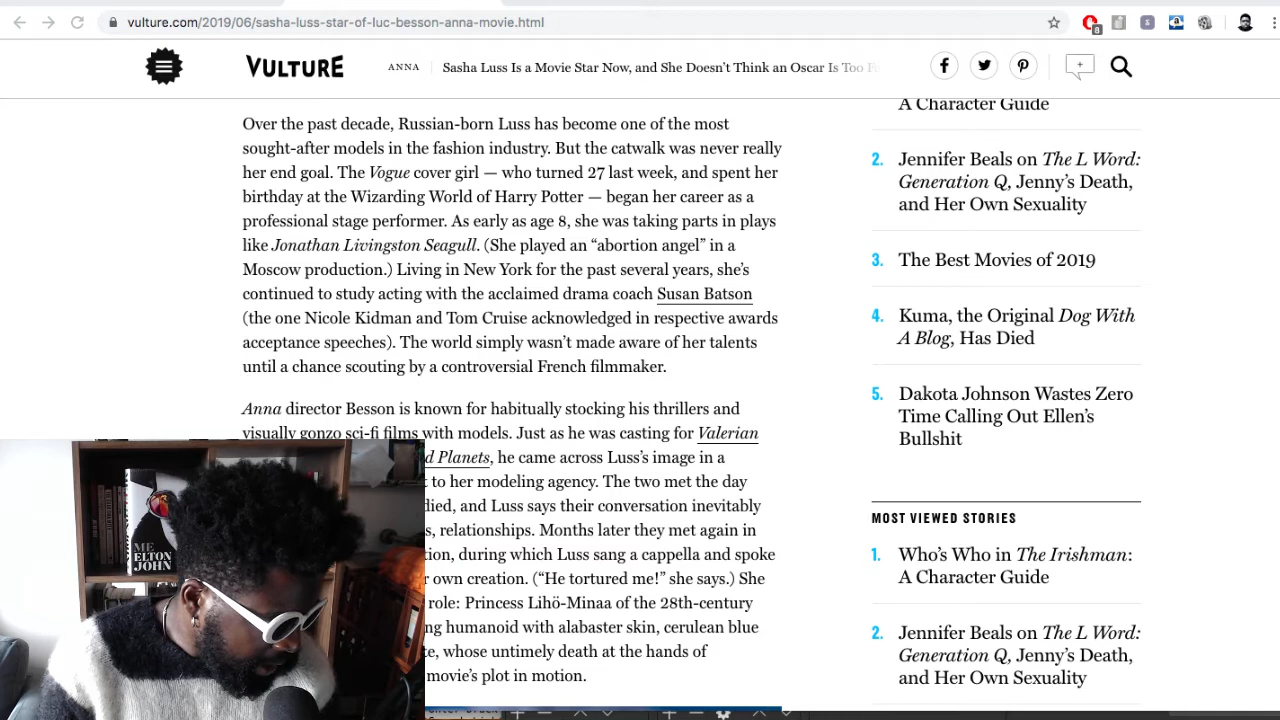 vulture.com/2019/06/sasha-luss-star-of-luc-besson-anna-movie.html
8
VULTURE
ANNA
Sasha Luss Is a Movie Star Now, and She Doesn't Think an Oscar Is Too
Over the past decade, Russian-born Luss has become one of the most
sought-after models in the fashion industry. But the catwalk was never really
her end goal. The Vogue cover girl — who turned 27 last week, and spent her
birthday at the Wizarding World of Harry Potter — began her career as a
professional stage performer. As early as age 8, she was taking parts in plays
like Jonathan Livingston Seagull. (She played an “abortion angel” in a
Moscow production.) Living in New York for the past several years, she’s
continued to study acting with the acclaimed drama coach Susan Batson
(the one Nicole Kidman and Tom Cruise acknowledged in respective awards
acceptance speeches). The world simply wasn’t made aware of her talents
until a chance scouting by a controversial French filmmaker.
Anna director Besson is known for habitually stocking his thrillers and
visually gonzo sci-fi films with models. Just as he was casting for Valerian
d Planets, he came across Luss’s image in a
t to her modeling agency. The two met the day
died, and Luss says their conversation inevitably
s, relationships. Months later they met again in
tion, during which Luss sang a cappella and spoke
r own creation. (“He tortured me!” she says.) She
role: Princess Lihö-Minaa of the 28th-century
ng humanoid with alabaster skin, cerulean blue
te, whose untimely death at the hands of
movie’s plot in motion.
ME
ELTON
JOHN
A Character Guide
2. Jennifer Beals on The L Word:
Generation Q, Jenny’s Death,
and Her Own Sexuality
3. The Best Movies of 2019
4. Kuma, the Original Dog With
A Blog, Has Died
5. Dakota Johnson Wastes Zero
Time Calling Out Ellen’s
Bullshit
MOST VIEWED STORIES
1. Who’s Who in The Irishman:
A Character Guide
2. Jennifer Beals on The L Word:
Generation Q, Jenny’s Death,
and Her Own Sexuality